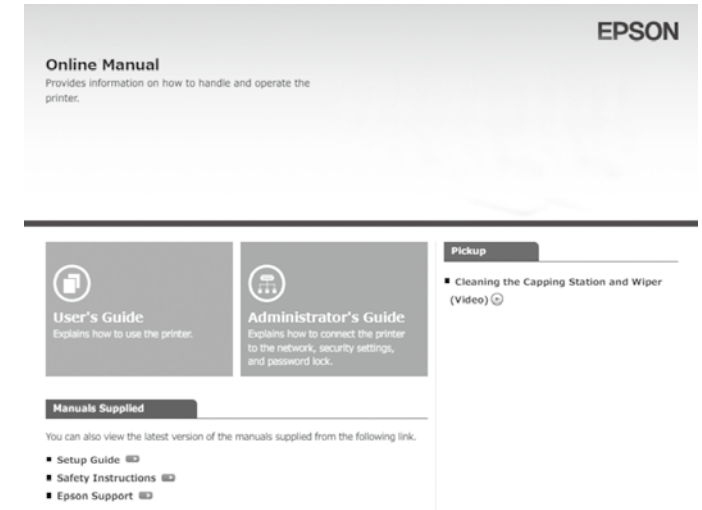 EPSON
Online Manual
Provides information on how to handle and operate the
printer.
User's Guide
Explains how to use the printer.
Administrator's Guide
Explains how to connect the printer
to the network, security settings,
and password lock.
Manuals Supplied
You can also view the latest version of the manuals supplied from the following link.
Setup Guide
Safety Instructions
Epson Support
Pickup
Cleaning the Capping Station and Wiper
(Video)